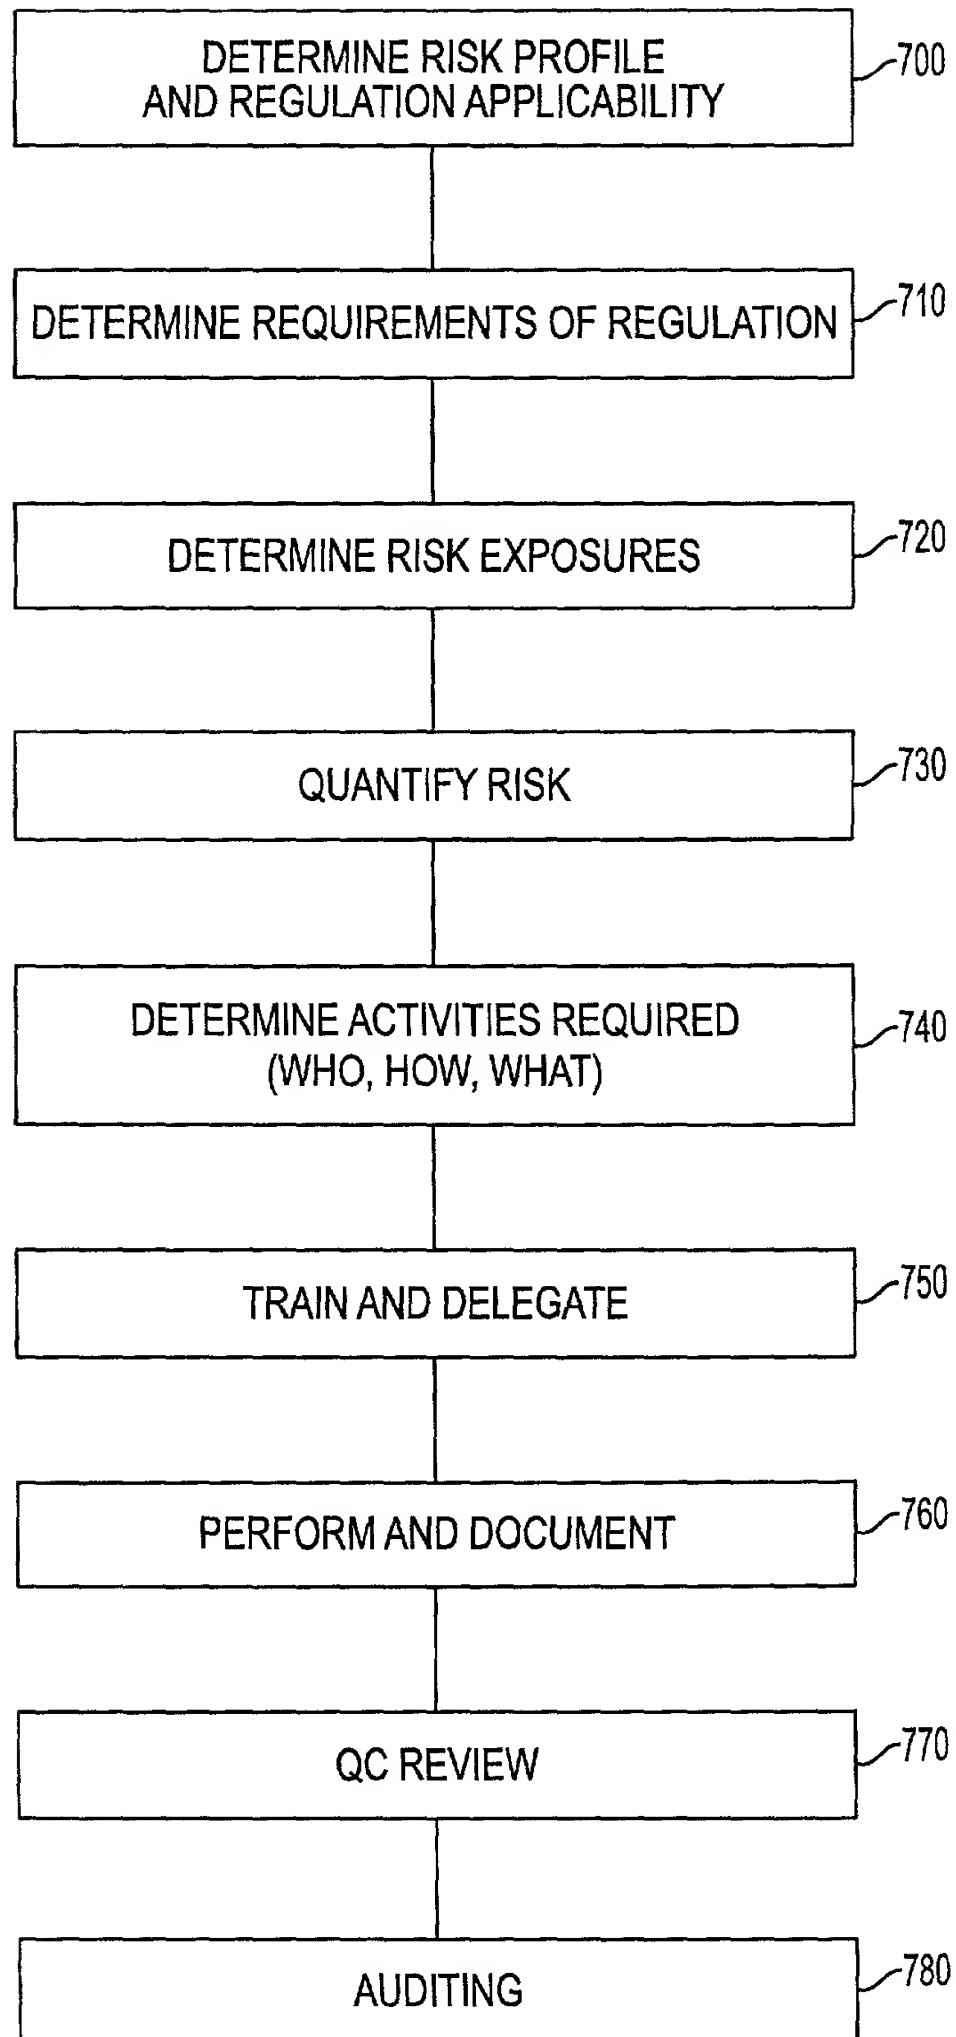 DETERMINE RISK PROFILE
AND REGULATION APPLICABILITY
700
DETERMINE REQUIREMENTS OF REGULATION
710
DETERMINE RISK EXPOSURES
720
QUANTIFY RISK
730
DETERMINE ACTIVITIES REQUIRED
(WHO, HOW, WHAT)
740
TRAIN AND DELEGATE
750
PERFORM AND DOCUMENT
760
QC REVIEW
770
AUDITING
780